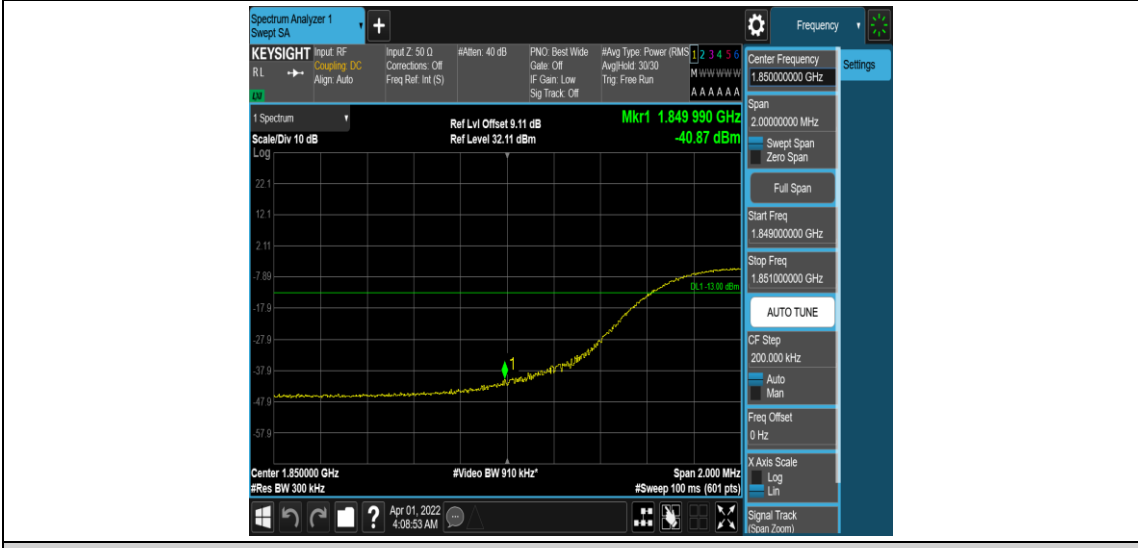 Spectrum Analyzer 1
Swept SA
+
Frequency
KEYSIGHT
Input: RF
Input Z: 50 Ω
#Atten: 40 dB
PNO: Best Wide
#Avg Type: Power (RMS
1 2 3 4 5 6
RL
Coupling: DC
Corrections: Off
Gate: Off
Avg|Hold: 30/30
M W W W W W
Align: Auto
Freq Ref: Int (S)
IF Gain: Low
Trig: Free Run
Sig Track: Off
A A A A A A
1 Spectrum
Ref Lvl Offset 9.11 dB
Mkr1 1.849 990 GHz
Scale/Div 10 dB
Ref Level 32.11 dBm
-40.87 dBm
Log
22.1
12.1
2.11
-7.89
DL1 -13.00 dBm
-17.9
-27.9
1
-37.9
-47.9
-57.9
Center 1.850000 GHz
#Video BW 910 kHz*
Span 2.000 MHz
#Res BW 300 kHz
#Sweep 100 ms (601 pts)
?
Apr 01, 2022
4:08:53 AM
Center Frequency
1.850000000 GHz
Settings
Span
2.00000000 MHz
Swept Span
Zero Span
Full Span
Start Freq
1.849000000 GHz
Stop Freq
1.851000000 GHz
AUTO TUNE
CF Step
200.000 kHz
Auto
Man
Freq Offset
0 Hz
X Axis Scale
Log
Lin
Signal Track
(Span Zoom)